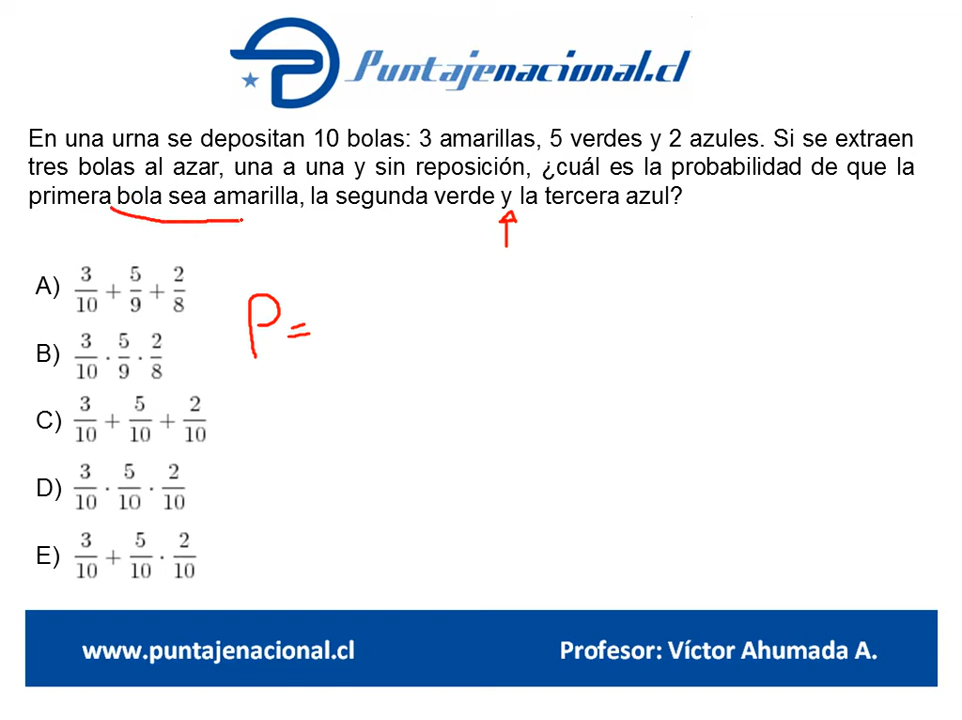 Puntajenacional.cl
En una urna se depositan 10 bolas: 3 amarillas, 5 verdes y 2 azules. Si se extraen
tres bolas al azar, una a una y sin reposición, ¿cuál es la probabilidad de que la
primera bola sea amarilla, la segunda verde y la tercera azul?
A) 3/10 + 5/9 + 2/8
P=
B) 3/10 · 5/9 · 2/8
C) 3/10 + 5/10 + 2/10
D) 3/10 · 5/10 · 2/10
E) 3/10 + 5/10 · 2/10
www.puntajenacional.cl Profesor: Víctor Ahumada A.